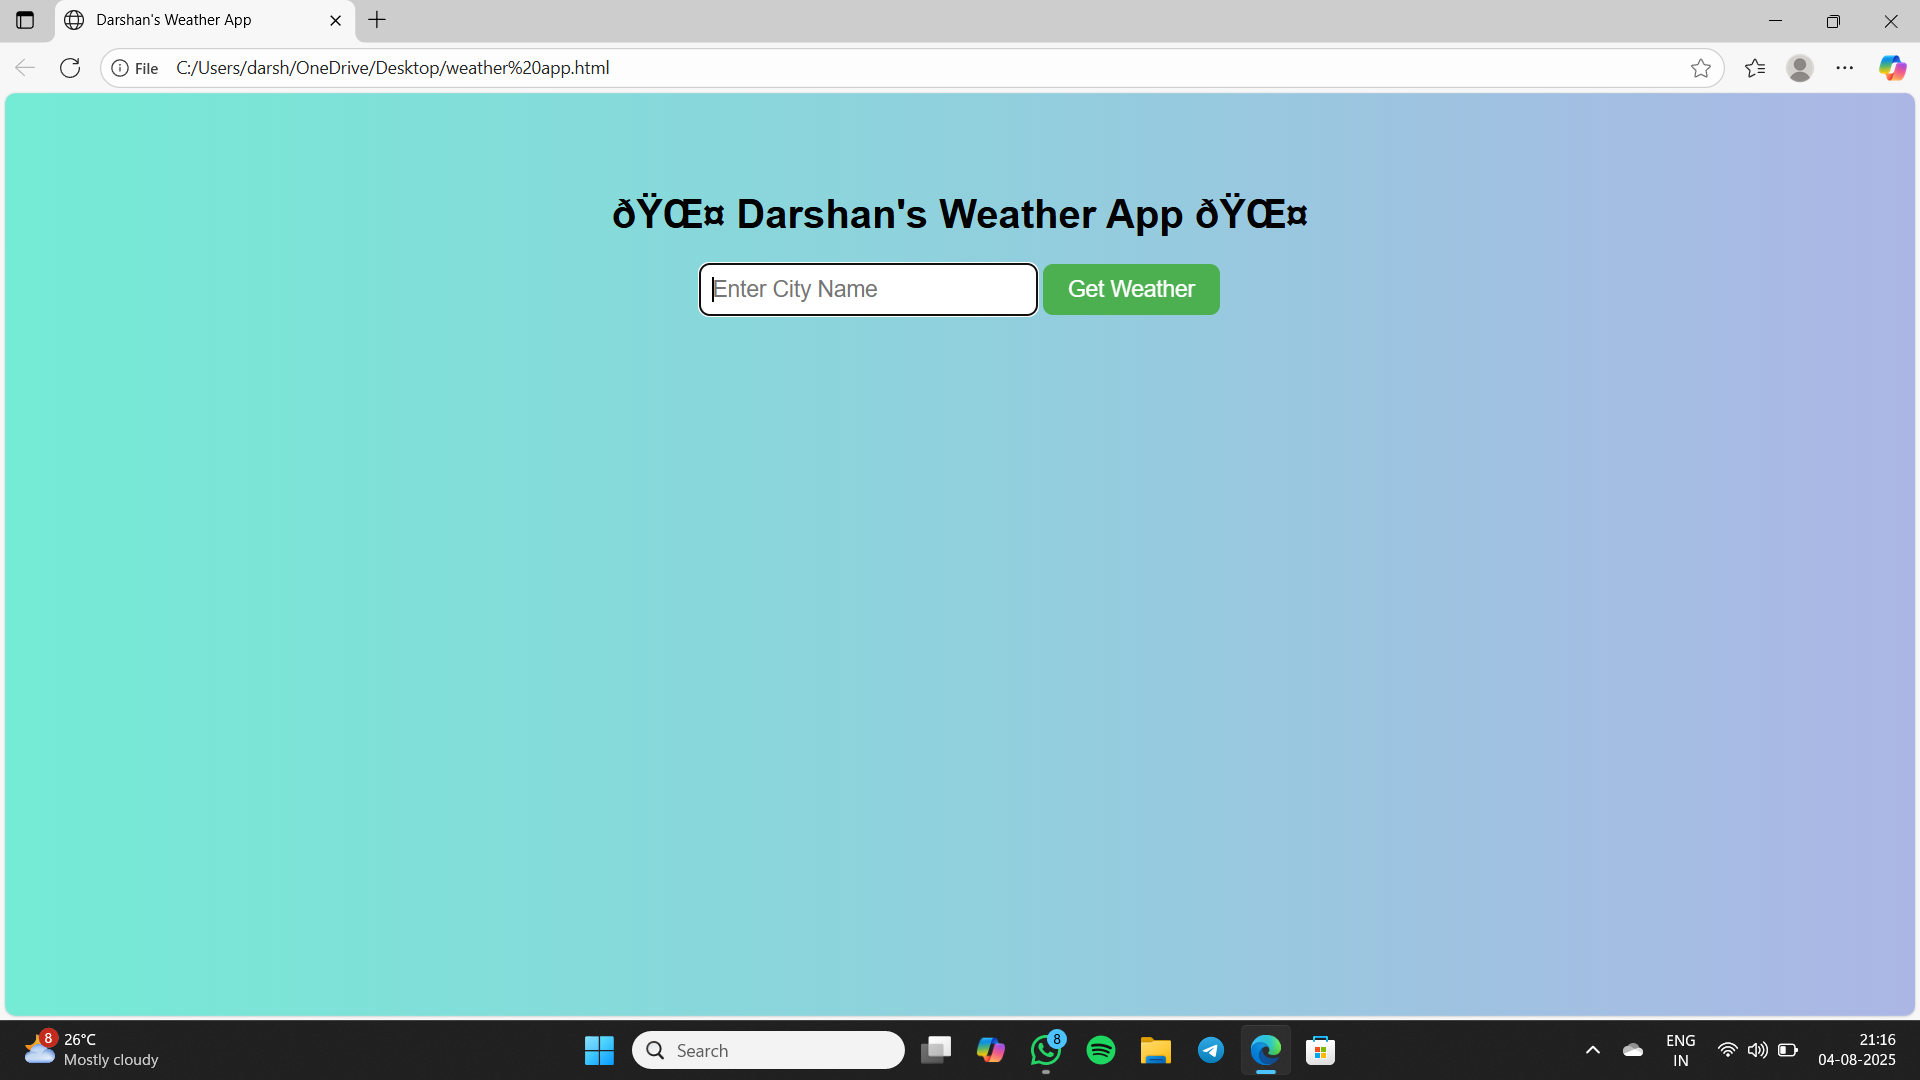 Darshan's Weather App
File C:/Users/darsh/OneDrive/Desktop/weather%20app.html
ðŸŒ¤ Darshan's Weather App ðŸŒ¤
Enter City Name Get Weather
8 26°C
Mostly cloudy
Search
8
ENG
IN
21:16
04-08-2025